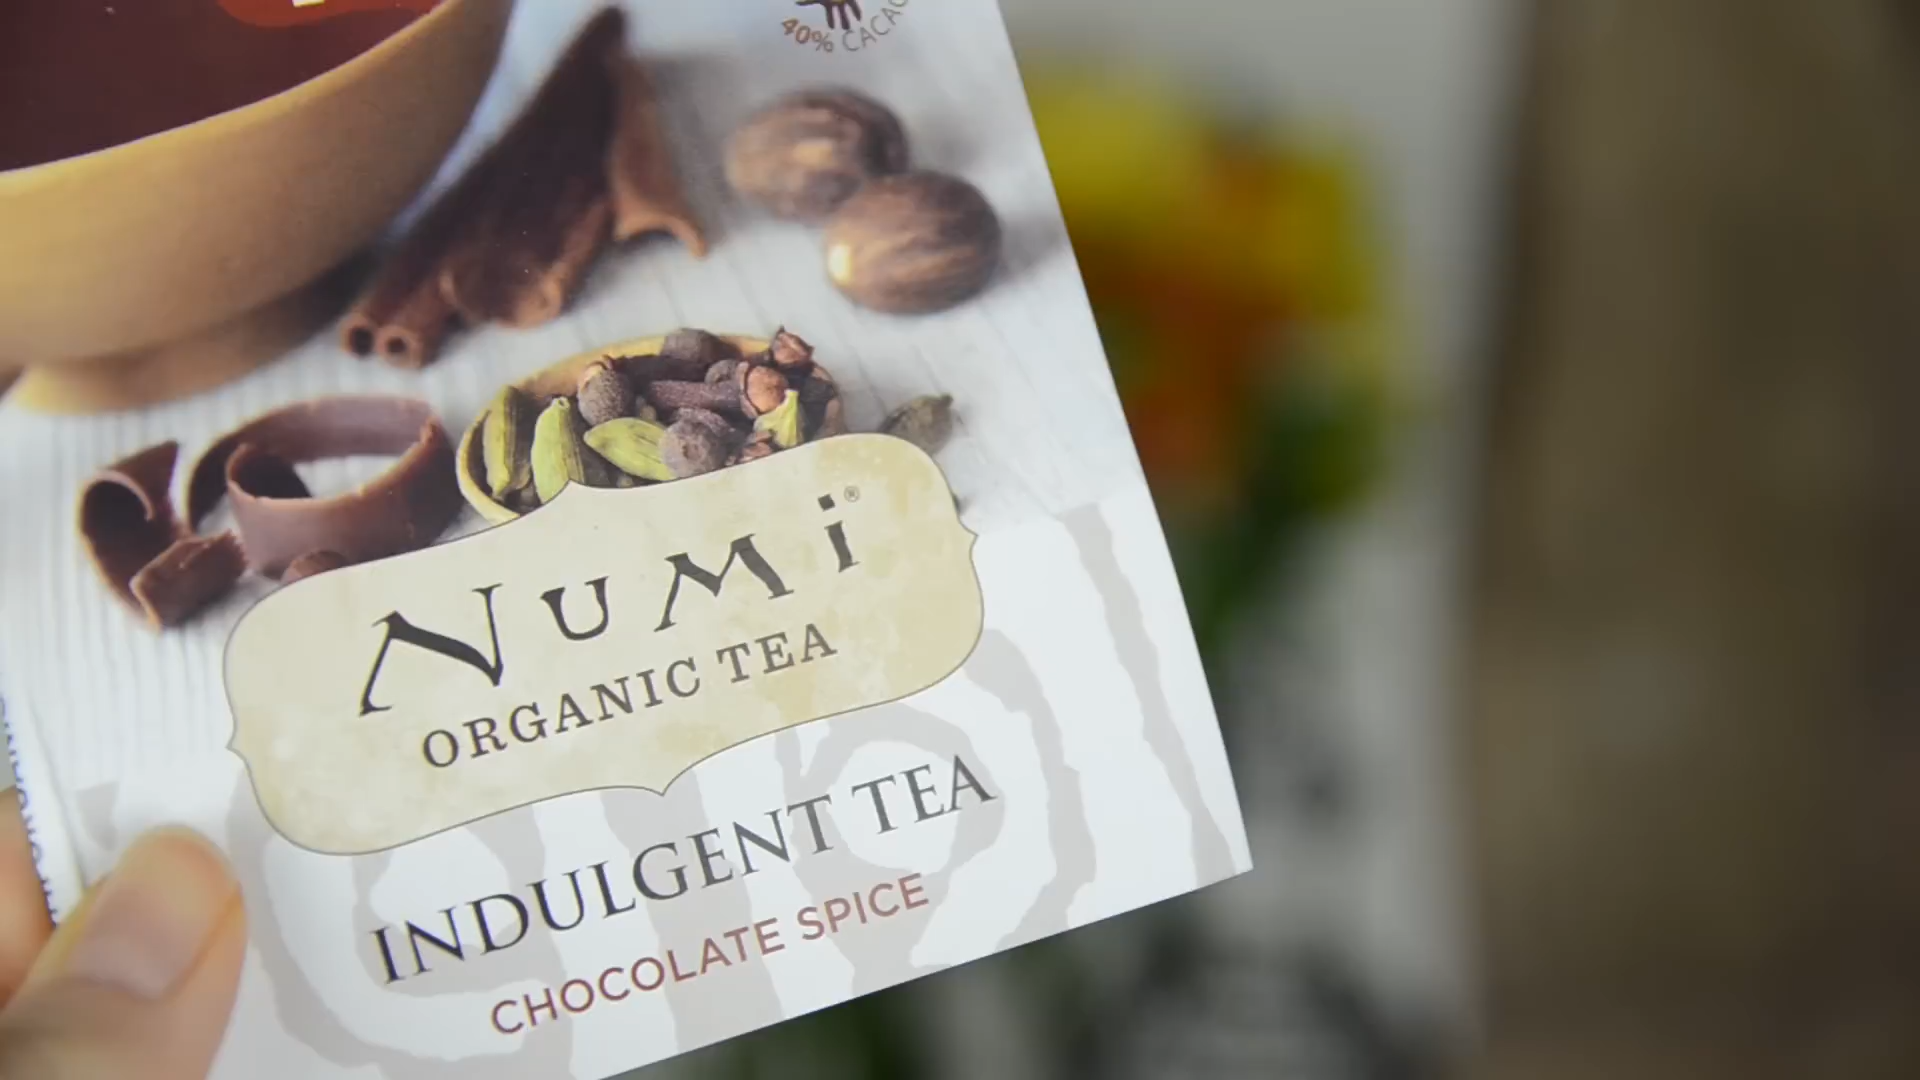 40% CACAO
NUMi®
ORGANIC TEA
INDULGENT TEA
CHOCOLATE SPICE